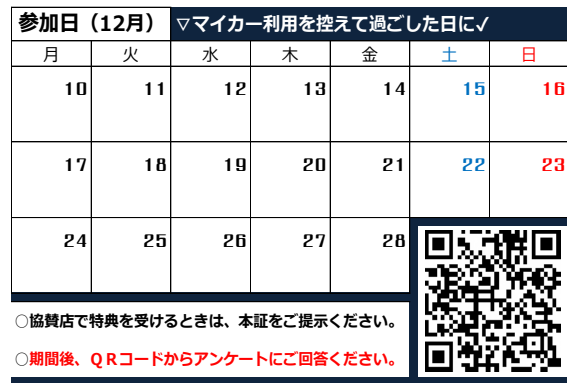 参加日（12月） ▽マイカー利用を控えて過ごした日に✓
月 火 水 木 金 土 日
10 11 12 13 14 15 16
17 18 19 20 21 22 23
24 25 26 27 28
○協賛店で特典を受けるときは、本証をご提示ください。
○期間後、ＱＲコードからアンケートにご回答ください。